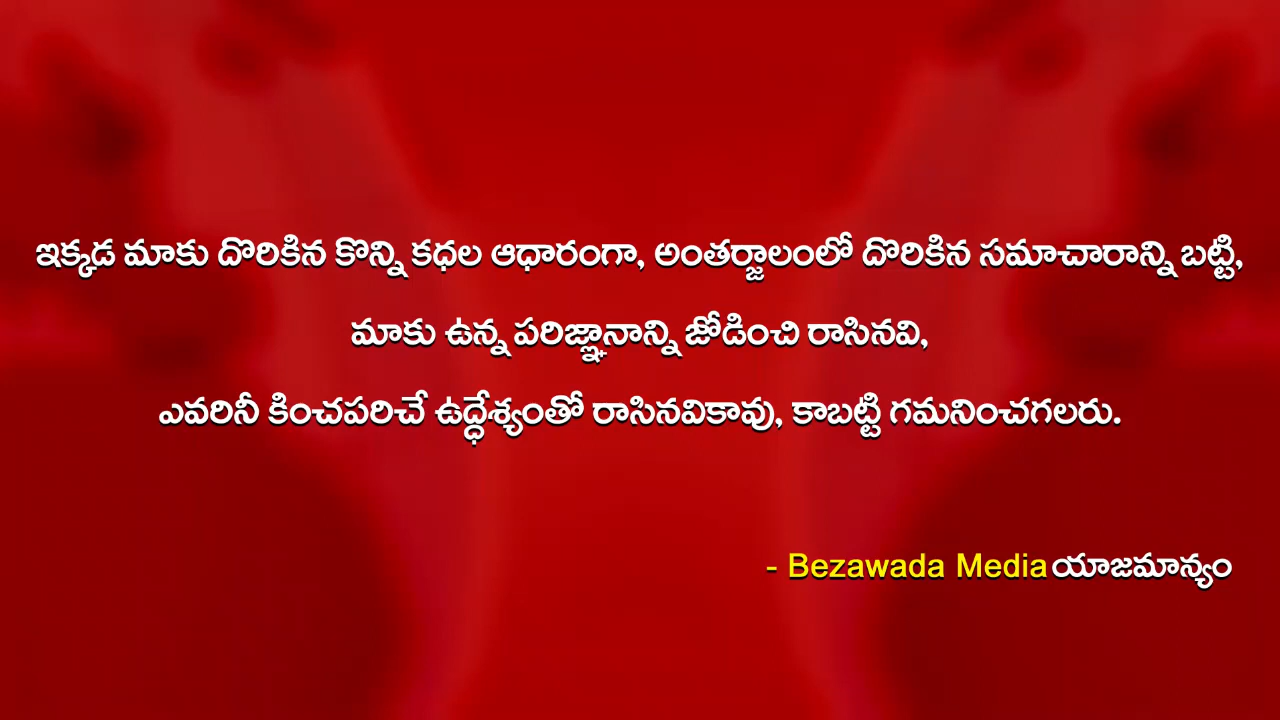 ఇక్కడ మాకు దొరికిన కొన్ని కధల ఆధారంగా, అంతర్జాలంలో దొరికిన సమాచారాన్ని బట్టి,
మాకు ఉన్న పరిజ్ఞానాన్ని జోడించి రాసినవి,
ఎవరినీ కించపరిచే ఉద్ధేశ్యంతో రాసినవికావు, కాబట్టి గమనించగలరు.
- Bezawada Media యాజమాన్యం